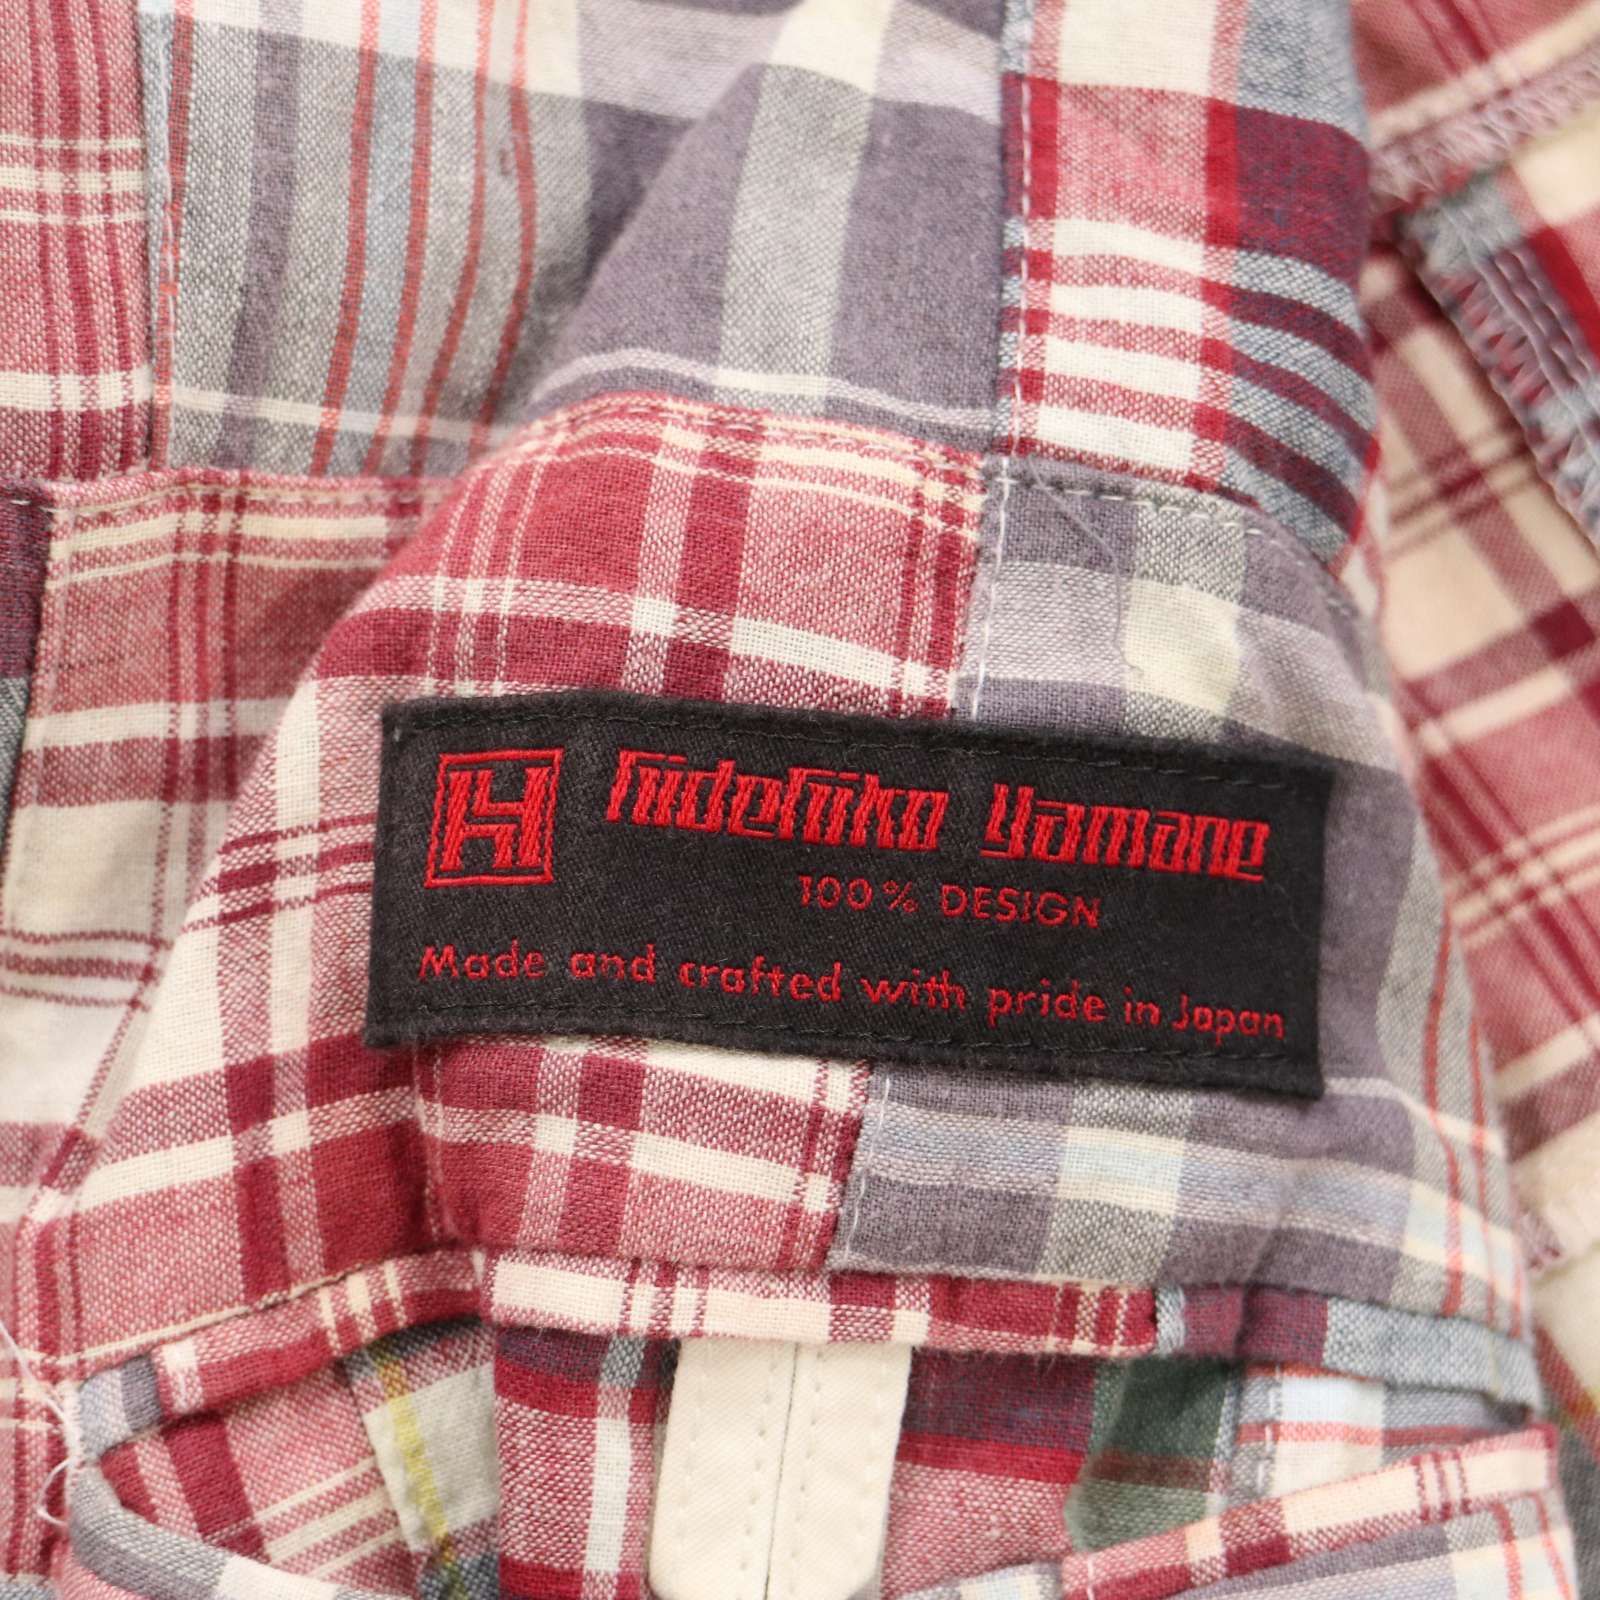 H hidehiko yamane
100% DESIGN
Made and crafted with pride in Japan